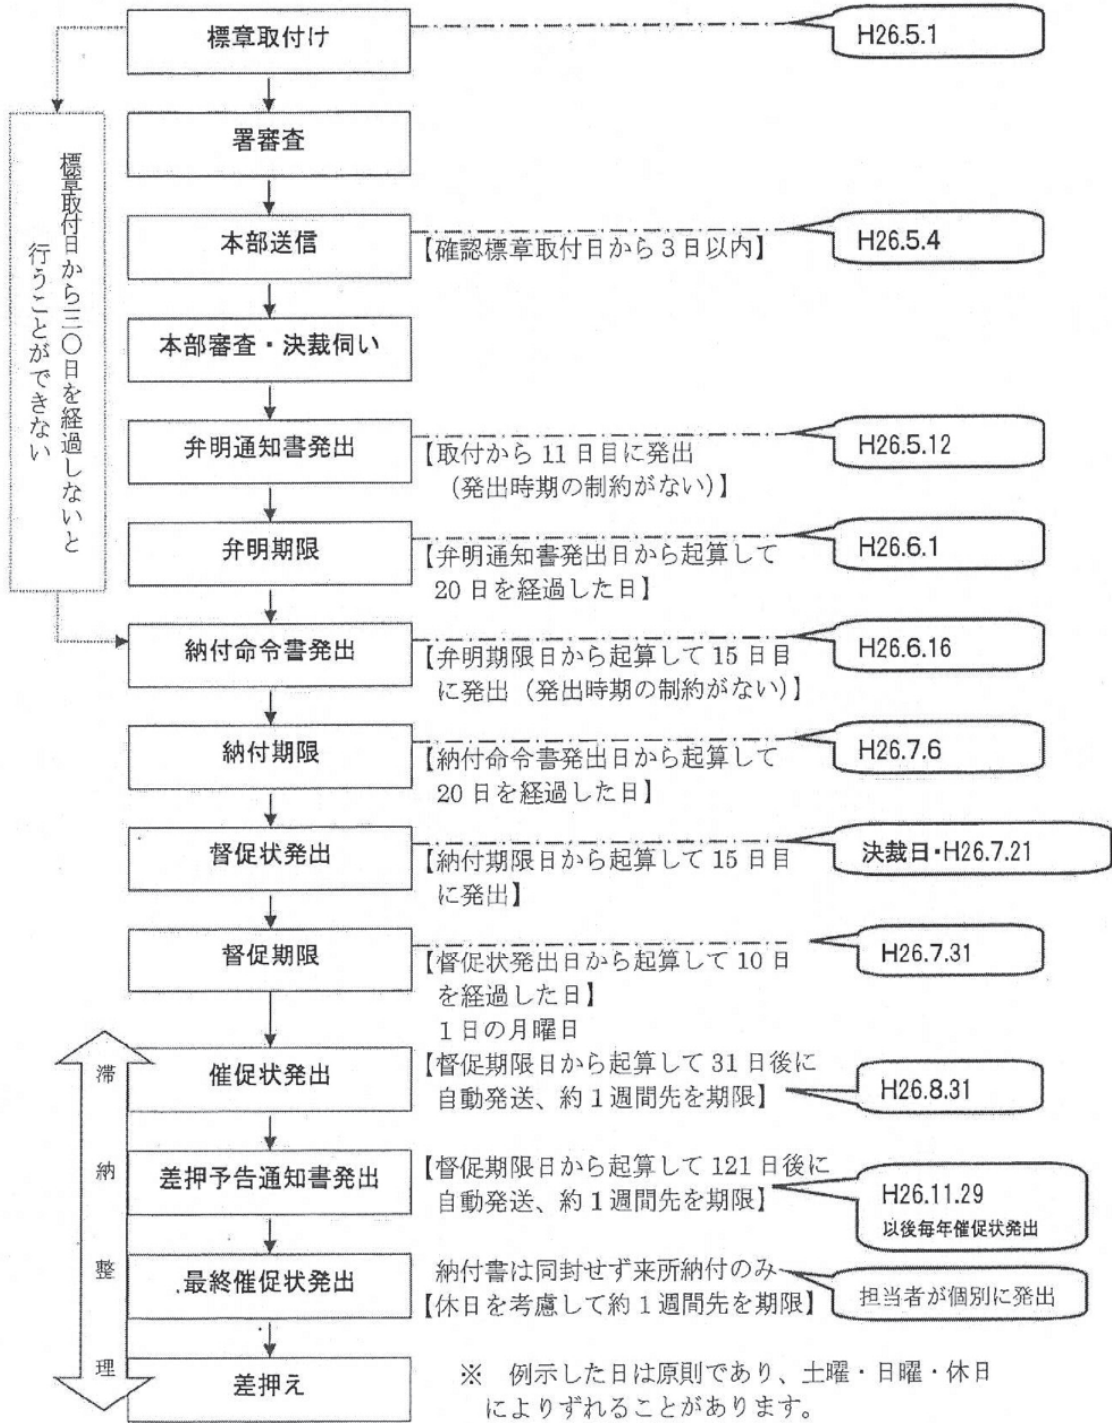 標章取付け
H26.5.1
標章取付日から三〇日を経過しないと
行うことができない
署審査
本部送信
【確認標章取付日から3日以内】
H26.5.4
本部審査・決裁伺い
弁明通知書発出
【取付から 11 日目に発出
（発出時期の制約がない）】
H26.5.12
弁明期限
【弁明通知書発出日から起算して
20 日を経過した日】
H26.6.1
納付命令書発出
【弁明期限日から起算して 15 日目
に発出（発出時期の制約がない）】
H26.6.16
納付期限
【納付命令書発出日から起算して
20 日を経過した日】
H26.7.6
督促状発出
【納付期限日から起算して 15 日目
に発出】
決裁日・H26.7.21
督促期限
【督促状発出日から起算して 10 日
を経過した日】
1日の月曜日
H26.7.31
滞納整理
催促状発出
【督促期限日から起算して 31 日後に
自動発送、約1週間先を期限】
H26.8.31
差押予告通知書発出
【督促期限日から起算して 121 日後に
自動発送、約1週間先を期限】
H26.11.29
以後毎年催促状発出
最終催促状発出
納付書は同封せず来所納付のみ
【休日を考慮して約1週間先を期限】
担当者が個別に発出
差押え
※　例示した日は原則であり、土曜・日曜・休日
によりずれることがあります。